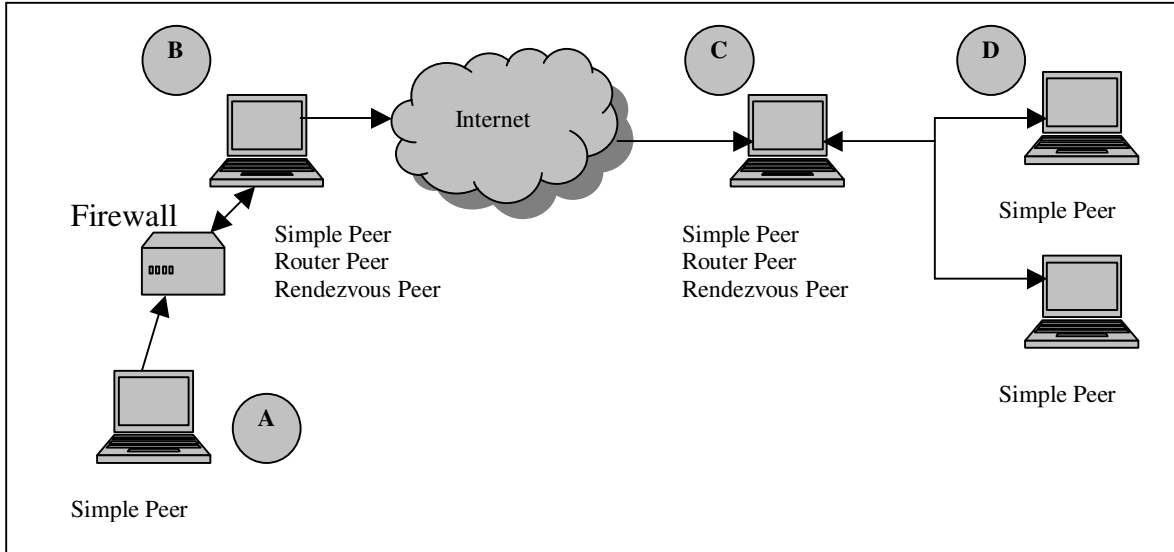 B
C
D
Internet
Firewall
Simple Peer
Router Peer
Rendezvous Peer
Simple Peer
Router Peer
Rendezvous Peer
Simple Peer
Simple Peer
A
Simple Peer